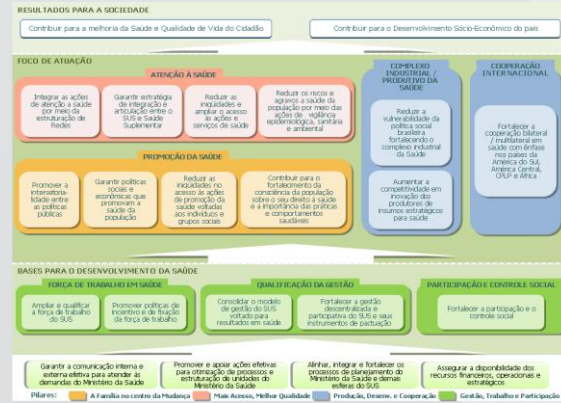 RESULTADOS PARA A SOCIEDADE
Contribuir para a melhoria da Saúde e Qualidade de Vida do Cidadão
Contribuir para o Desenvolvimento Sócio-Econômico do país
FOCO DE ATUAÇÃO
ATENÇÃO À SAÚDE
Integrar as ações
de atenção a saúde
por meio da
estruturação de
Redes
Garantir estratégia
de integração e
articulação entre o
SUS e Saúde
Suplementar
Reduzir as
iniqüidades e
ampliar o acesso
às ações e
serviços de saúde
Reduzir os riscos e
agravos a saúde da
população por meio das
ações de vigilância
epidemiológica, sanitária
e ambiental
PROMOÇÃO DA SAÚDE
Promover a
intersetoria-
lidade entre
as políticas
públicas
Garantir políticas
sociais e
econômicas que
promovam a
saúde da
população
Reduzir as
iniqüidades no
acesso às ações
de promoção da
saúde voltadas
aos indivíduos e
grupos sociais
Contribuir para o
fortalecimento da
consciência da população
sobre o seu direito à saúde
e a importância das práticas
e comportamentos
saudáveis
COMPLEXO
INDUSTRIAL /
PRODUTIVO DA
SAÚDE
Reduzir a
vulnerabilidade da
política social
brasileira
fortalecendo o
complexo industrial
da Saúde
Aumentar a
competitividade em
inovação dos
produtores de
insumos estratégicos
para saúde
COOPERAÇÃO
INTERNACIONAL
Fortalecer a
cooperação bilateral
/ multilateral em
saúde com ênfase
nos países da
América do Sul,
América Central,
CPLP e África
BASES PARA O DESENVOLVIMENTO DA SAÚDE
FORÇA DE TRABALHO EM SAÚDE
Ampliar e qualificar
a força de trabalho
do SUS
Promover políticas de
incentivo e de fixação
da força de trabalho
QUALIFICAÇÃO DA GESTÃO
Consolidar o modelo
de gestão do SUS
voltado para
resultados em saúde
Fortalecer a gestão
descentralizada e
participativa do SUS e seus
instrumentos de pactuação
PARTICIPAÇÃO E CONTROLE SOCIAL
Fortalecer a participação e o
controle social
Garantir a comunicação interna e
externa efetiva para atender às
demandas do Ministério da Saúde
Promover e apoiar ações efetivas
para otimização de processos e
estruturação de unidades do
Ministério da Saúde
Alinhar, integrar e fortalecer os
processos de planejamento do
Ministério da Saúde e demais
esferas do SUS
Assegurar a disponibilidade dos
recursos financeiros, operacionais e
estratégicos
Pilares:
A Família no centro da Mudança
Mais Acesso, Melhor Qualidade
Produção, Desenv. e Cooperação
Gestão, Trabalho e Participação